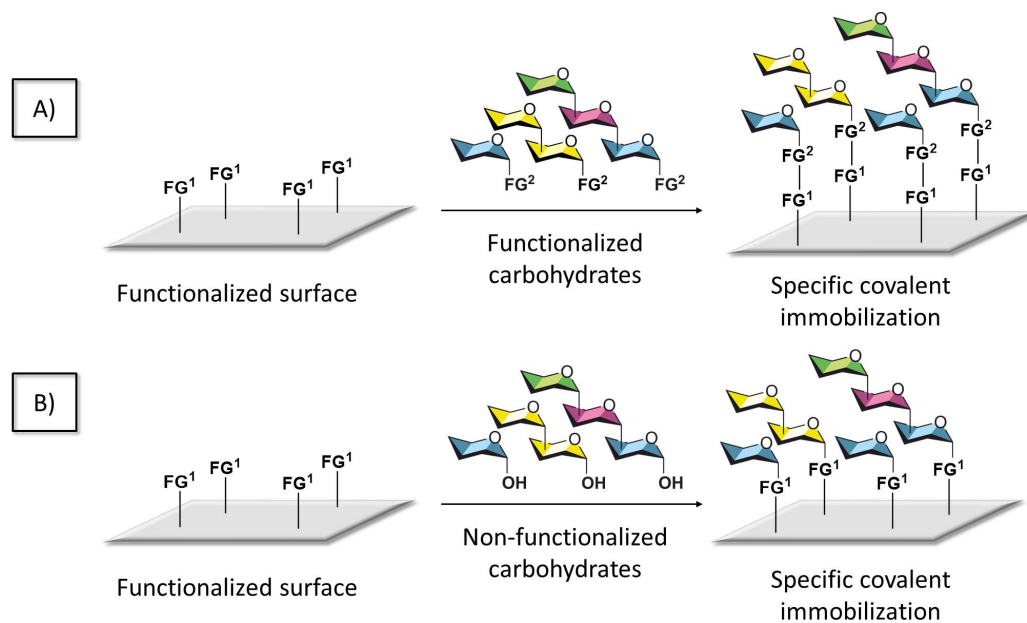 A)
FG¹ FG¹ FG¹ FG¹
Functionalized surface
O
O O
O O O
FG² FG² FG²
Functionalized
carbohydrates
O
O O
O O O O
FG² FG² FG² FG²
FG¹ FG¹ FG¹ FG¹
Specific covalent
immobilization
B)
FG¹ FG¹ FG¹ FG¹
Functionalized surface
O
O O
O O O
OH OH OH
Non-functionalized
carbohydrates
O
O O
O O O O
FG¹ FG¹ FG¹ FG¹
Specific covalent
immobilization